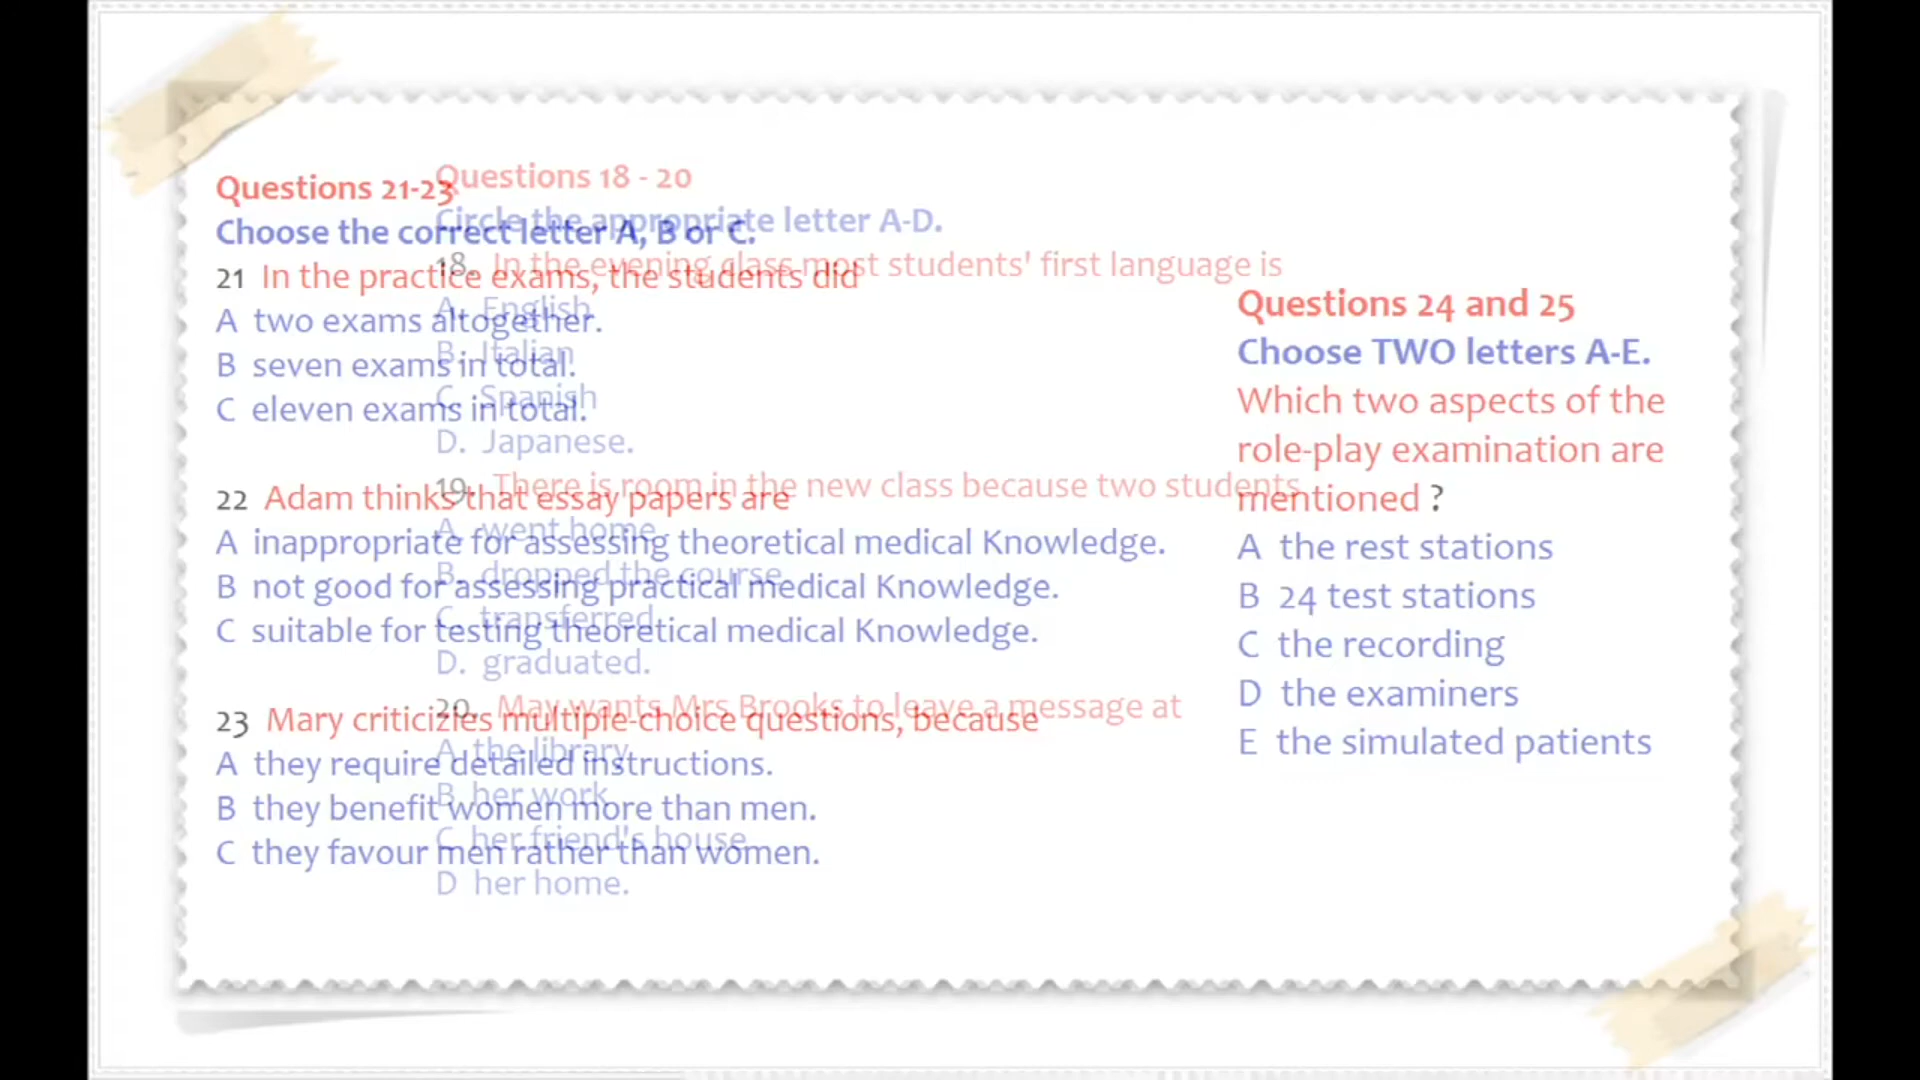 Questions 21-23
Choose the correct letter A, B or C.
21 In the practice exams, the students did
A two exams altogether.
B seven exams in total.
C eleven exams in total.
22 Adam thinks that essay papers are
A inappropriate for assessing theoretical medical Knowledge.
B not good for assessing practical medical Knowledge.
C suitable for testing theoretical medical Knowledge.
23 Mary criticizies multiple-choice questions, because
A they require detailed instructions.
B they benefit women more than men.
C they favour men rather than women.
Questions 18 - 20
Circle the appropriate letter A-D.
18. In the evening class most students' first language is
A. English
B. Italian
C. Spanish
D. Japanese.
19. There is room in the new class because two students
A. went home
B. dropped the course
C. transferred
D. graduated.
20. May wants Mrs Brooks to leave a message at
A the library
B her work
C her friend's house
D her home.
Questions 24 and 25
Choose TWO letters A-E.
Which two aspects of the
role-play examination are
mentioned ?
A the rest stations
B 24 test stations
C the recording
D the examiners
E the simulated patients